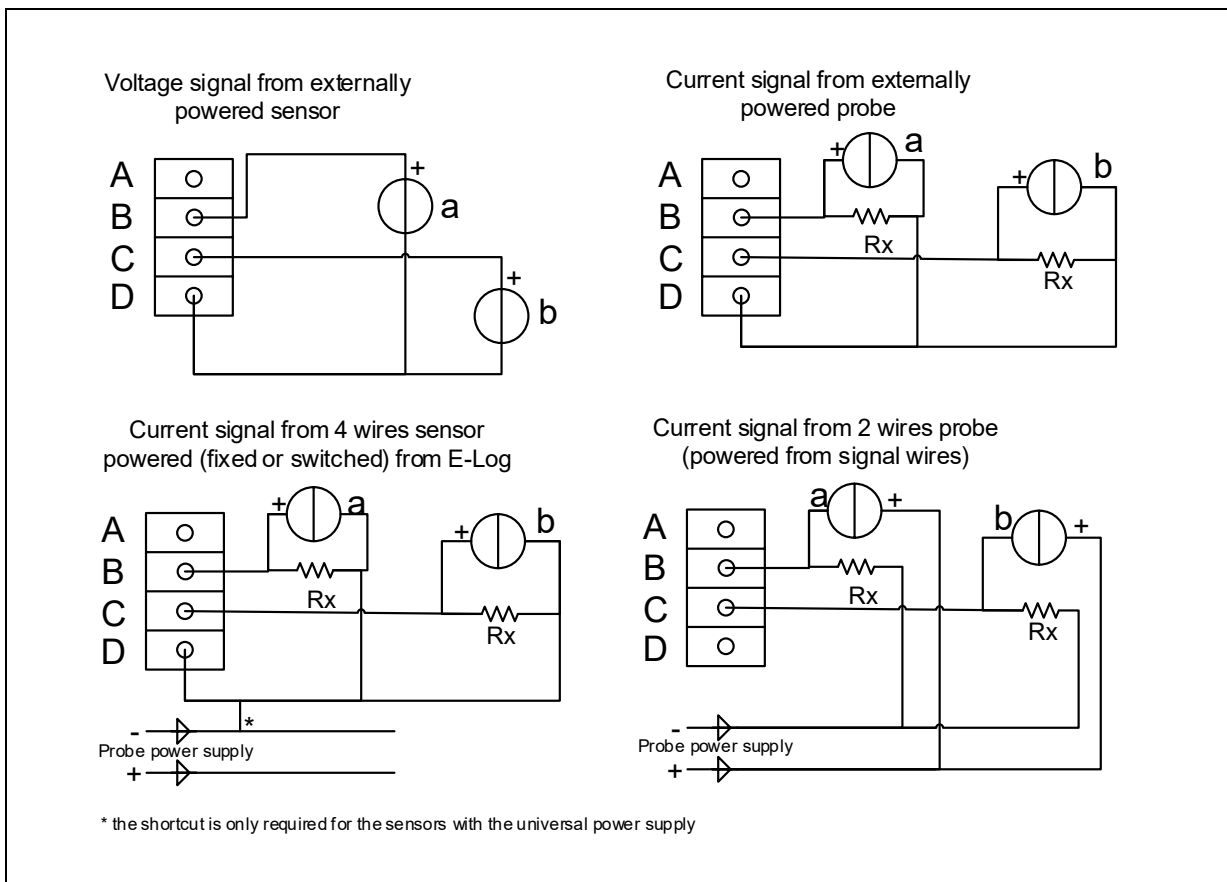 Voltage signal from externally
powered sensor
A
B
C
D
+
a
+
b
Current signal from externally
powered probe
A
B
C
D
+
a
Rx
+
b
Rx
Current signal from 4 wires sensor
powered (fixed or switched) from E-Log
A
B
C
D
+
a
Rx
+
b
Rx
-
*
Probe power supply
+
Current signal from 2 wires probe
(powered from signal wires)
A
B
C
D
a
+
Rx
b
+
Rx
-
Probe power supply
+
* the shortcut is only required for the sensors with the universal power supply